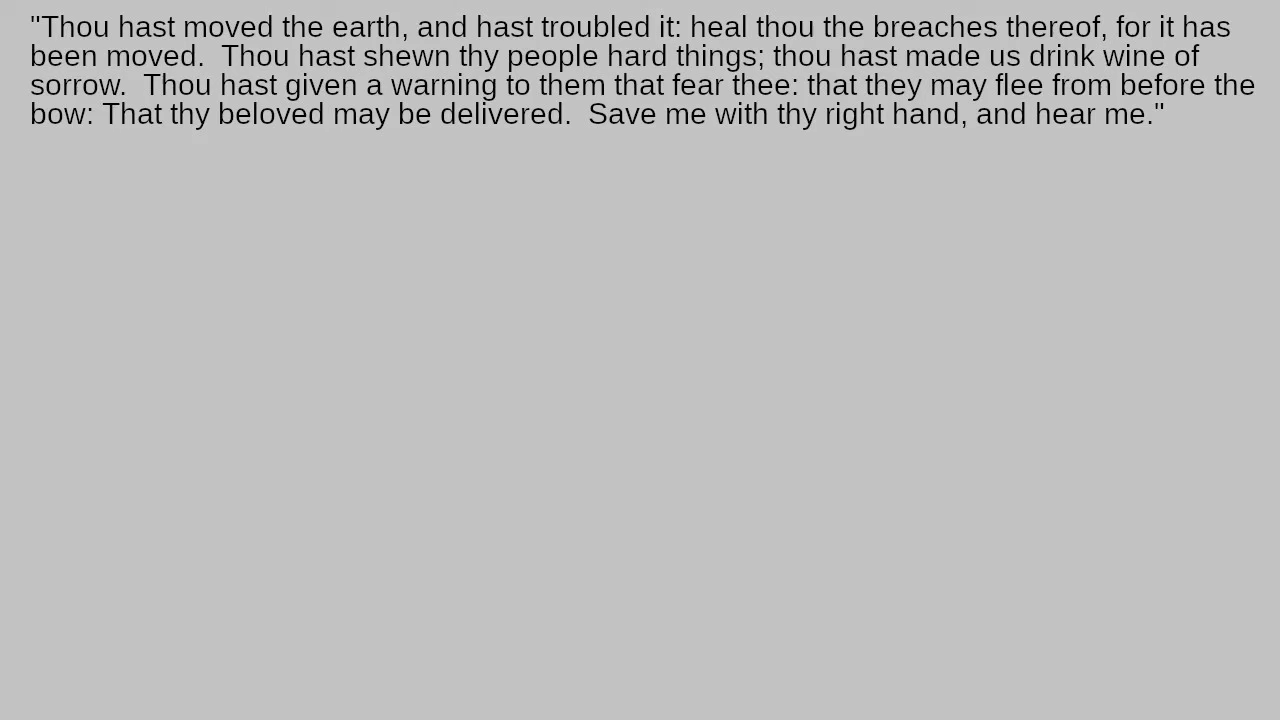 "Thou hast moved the earth, and hast troubled it: heal thou the breaches thereof, for it has
been moved.  Thou hast shewn thy people hard things; thou hast made us drink wine of
sorrow.  Thou hast given a warning to them that fear thee: that they may flee from before the
bow: That thy beloved may be delivered.  Save me with thy right hand, and hear me."